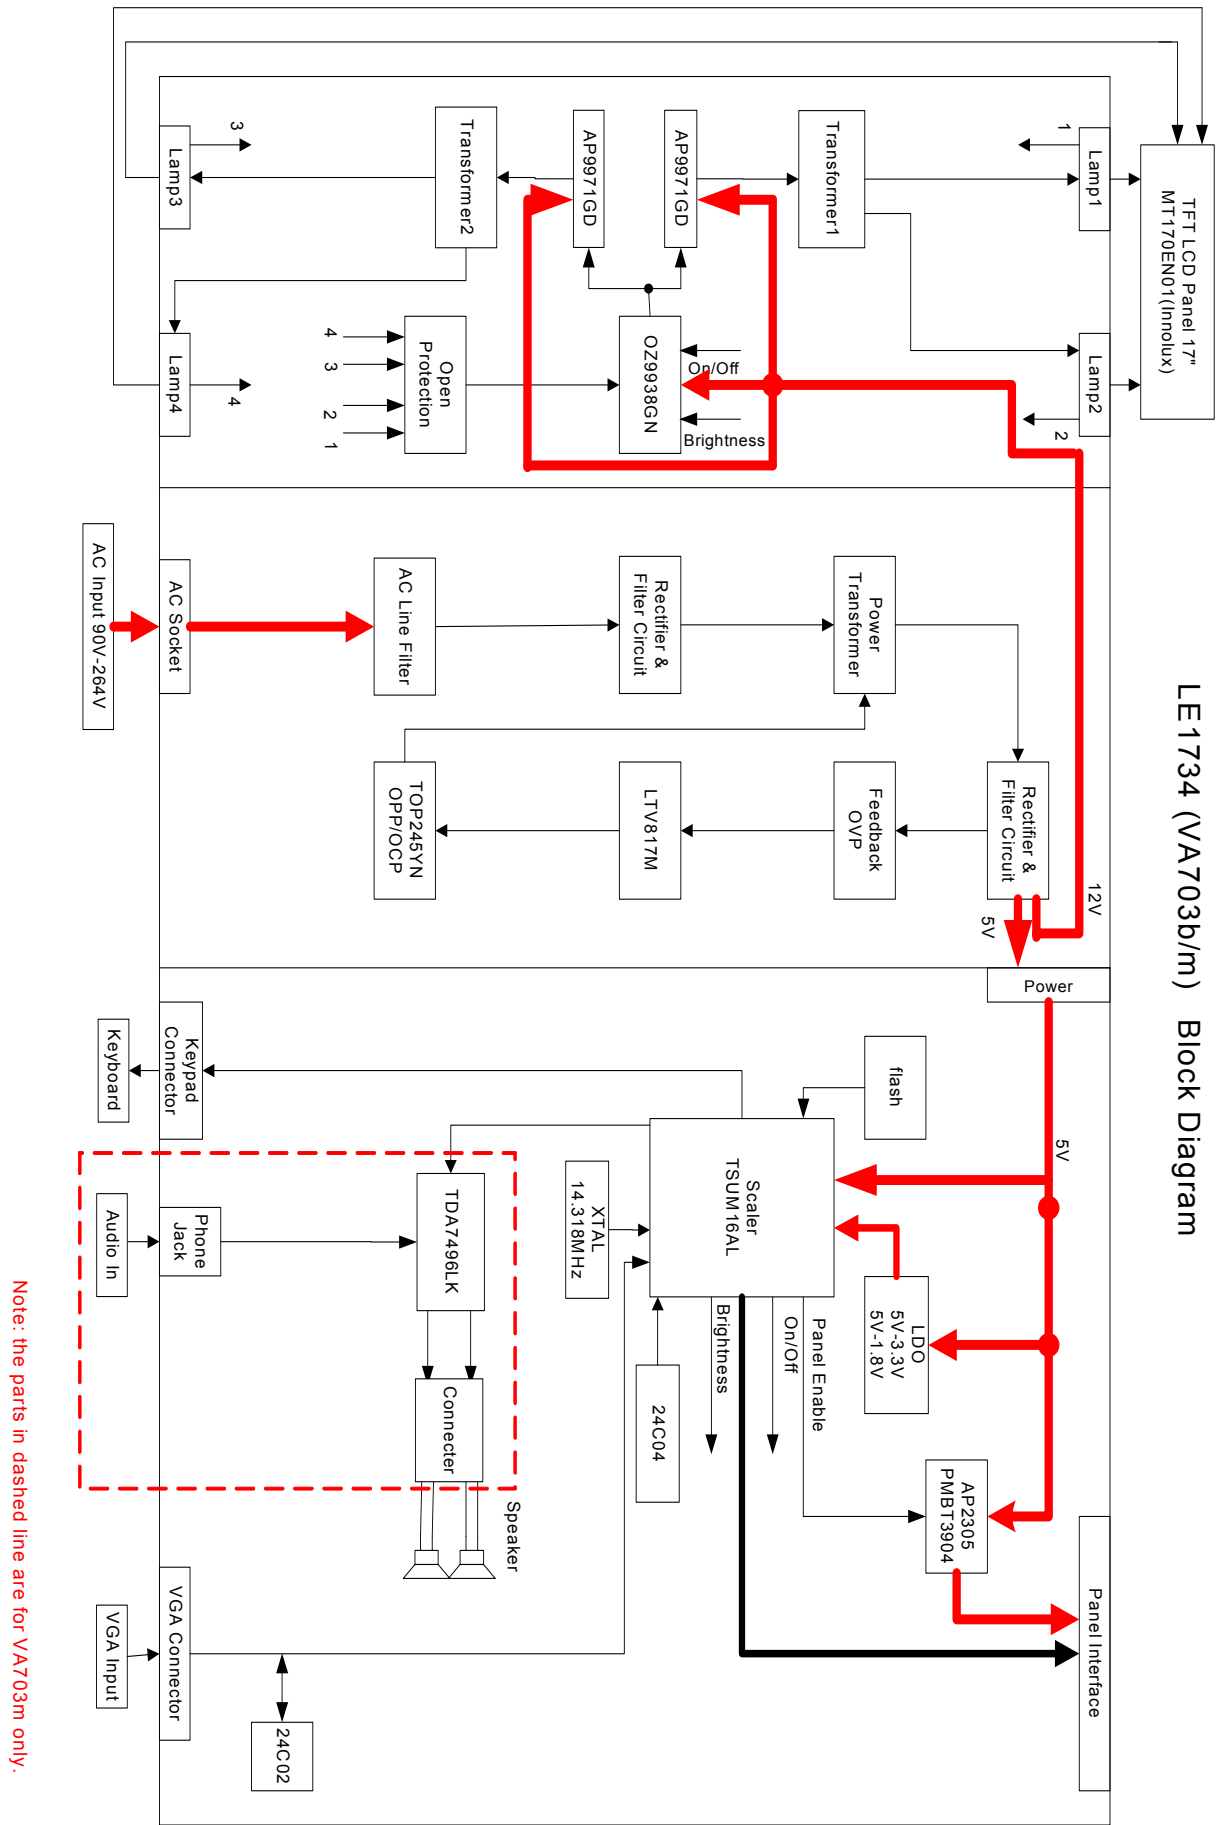 LE1734 (VA703b/m) Block Diagram
TFT LCD Panel 17"
MT170EN01(Innolux)
Lamp1
Lamp2
1
2
12V
5V
Power
5V
Panel Interface
Transformer1
Rectifier &
Filter Circuit
Power
Transformer
Feedback
OVP
flash
LDO
5V-3.3V
5V-1.8V
AP2305
PMBT3904
Panel Enable
On/Off
Brightness
Scaler
TSUM16AL
AP9971GD
AP9971GD
On/Off
Brightness
OZ9938GN
Rectifier &
Filter Circuit
LTV817M
24C04
XTAL
14.318MHz
Transformer2
Open
Protection
4
3
2
1
AC Line Filter
TOP245YN
OPP/OCP
TDA7496LK
Connecter
Speaker
3
4
24C02
Lamp3
Lamp4
AC Socket
Keypad
Connector
Phone
Jack
VGA Connector
AC Input 90V-264V
Keyboard
Audio In
VGA Input
Note: the parts in dashed line are for VA703m only.